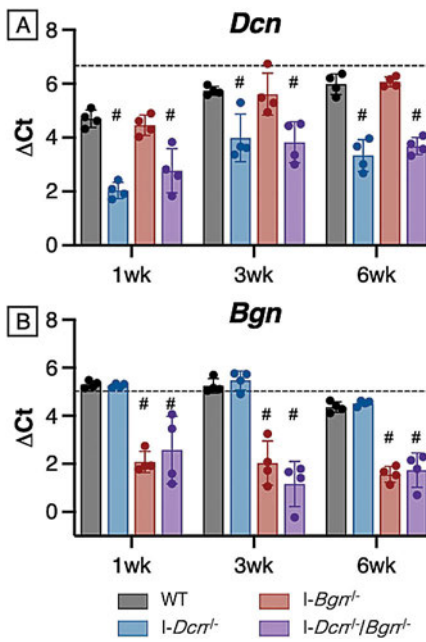 A
Dcn
8
6
4
2
0
ΔCt
# # # # # #
1wk 3wk 6wk
B
Bgn
8
6
4
2
0
ΔCt
# # # # # #
1wk 3wk 6wk
WT I-Bgn-/-
I-Dcn-/- I-Dcn-/-/Bgn-/-